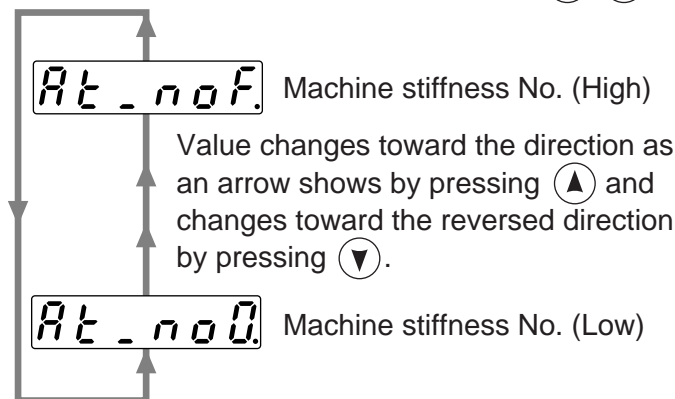 At_noF.
Machine stiffness No. (High)
Value changes toward the direction as
an arrow shows by pressing ▲ and
changes toward the reversed direction
by pressing ▼.
At_no0.
Machine stiffness No. (Low)